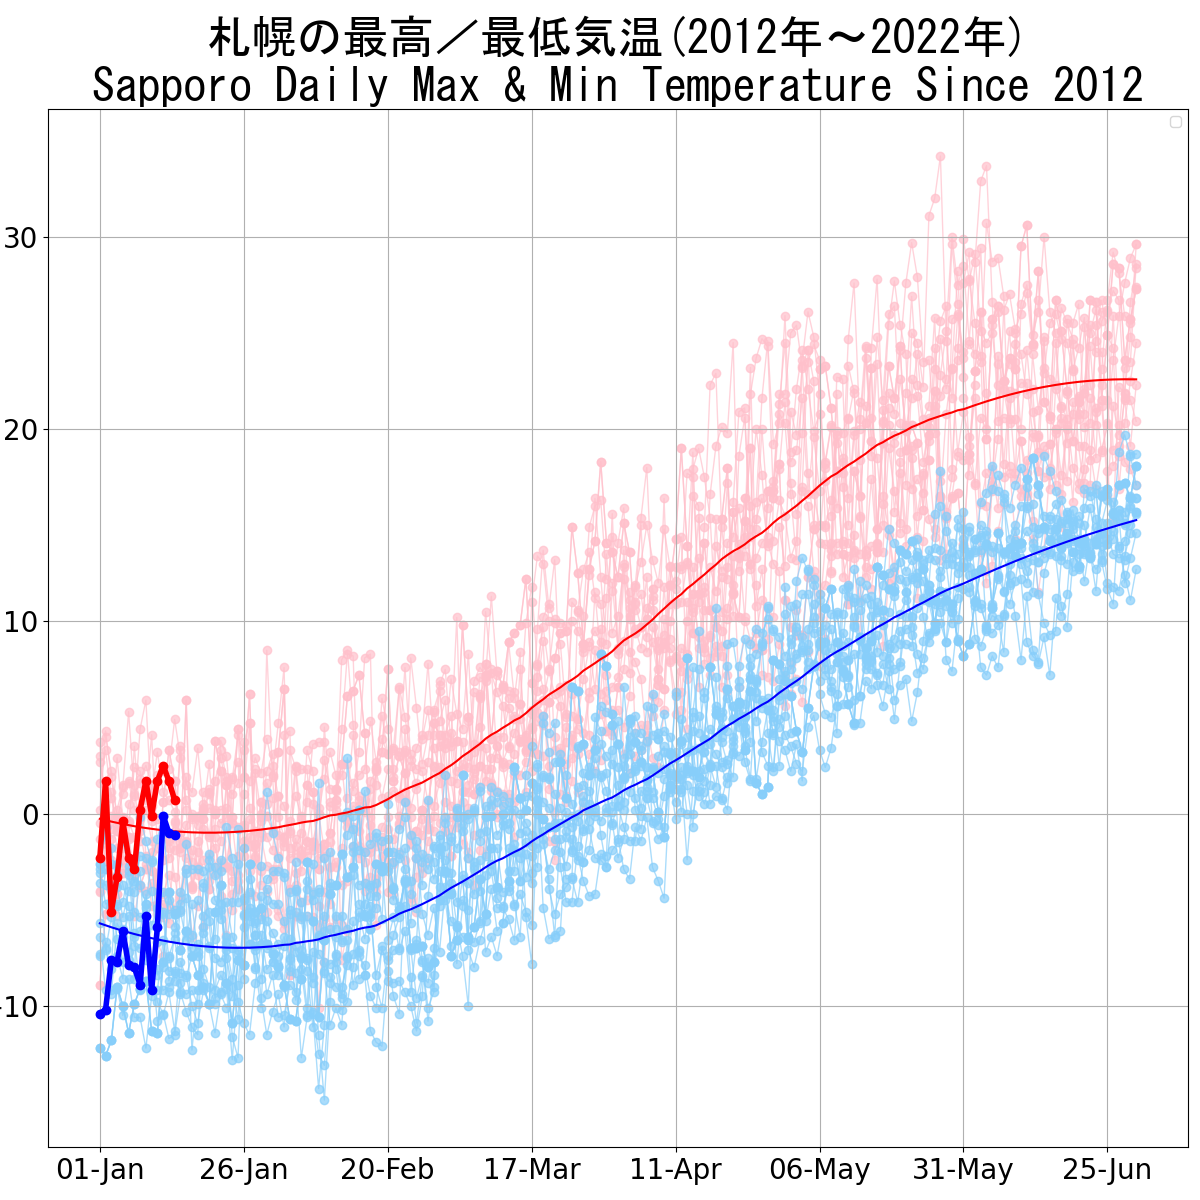 札幌の最高／最低気温(2012年～2022年)
Sapporo Daily Max & Min Temperature Since 2012
30
20
10
0
-10
01-Jan 26-Jan 20-Feb 17-Mar 11-Apr 06-May 31-May 25-Jun